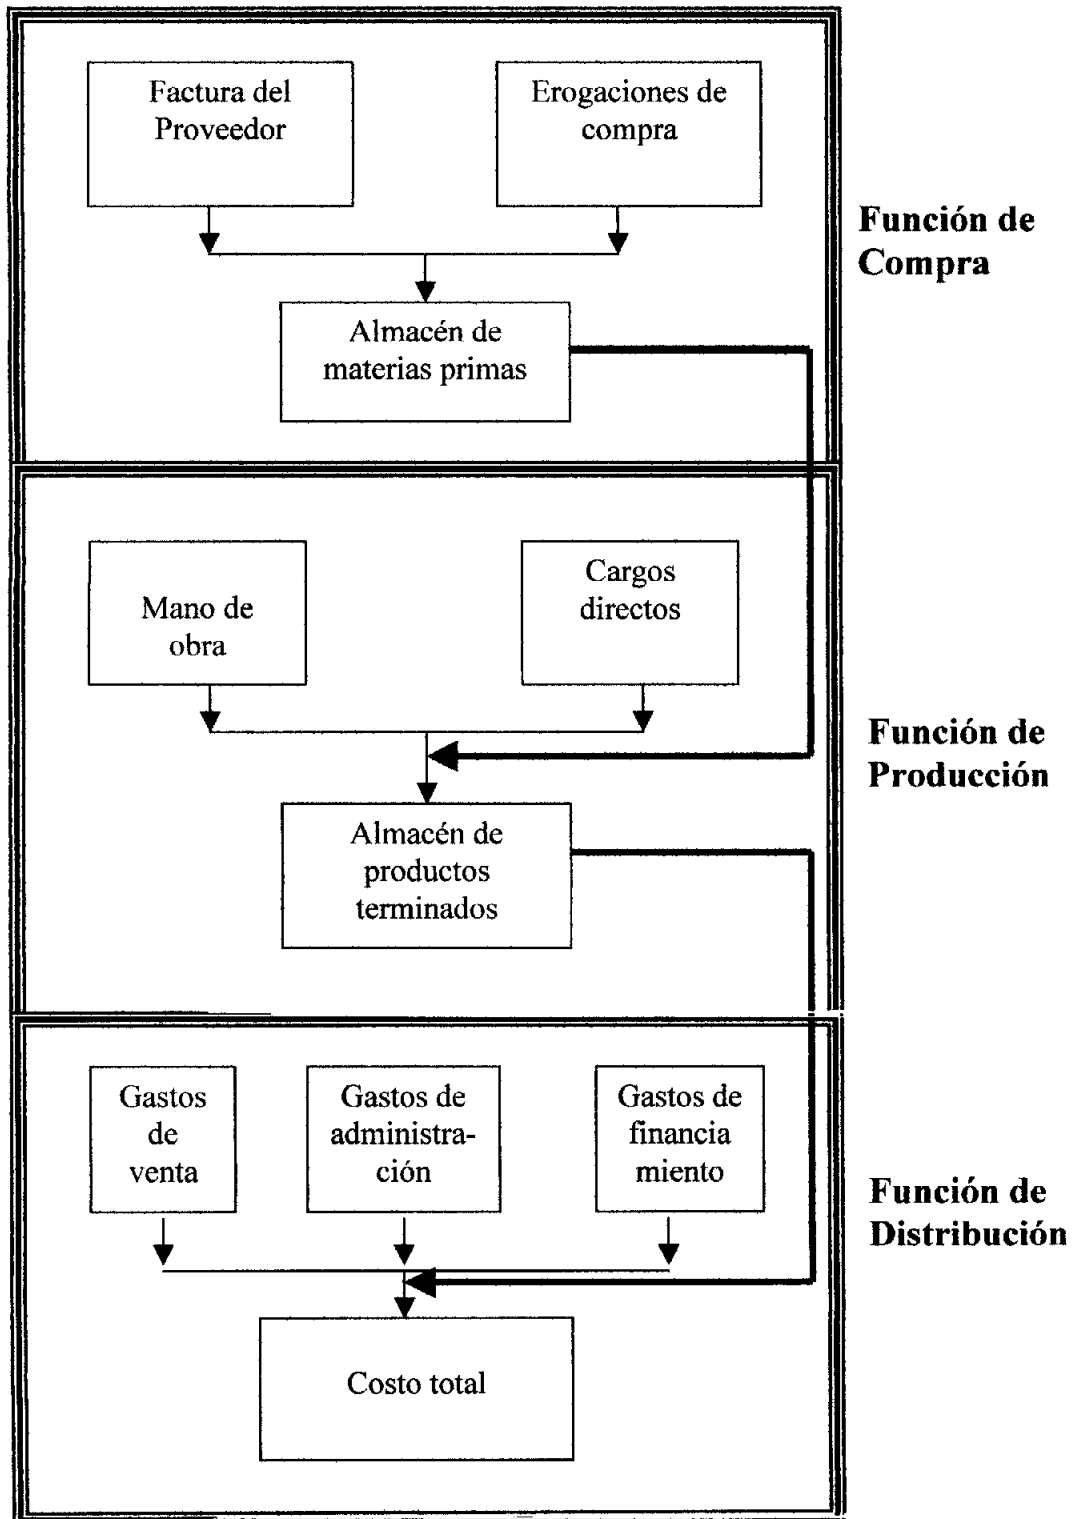 Factura del
Proveedor
Erogaciones de
compra
Función de
Compra
Almacén de
materias primas
Mano de
obra
Cargos
directos
Función de
Producción
Almacén de
productos
terminados
Gastos
de
venta
Gastos de
administra-
ción
Gastos de
financia
miento
Función de
Distribución
Costo total